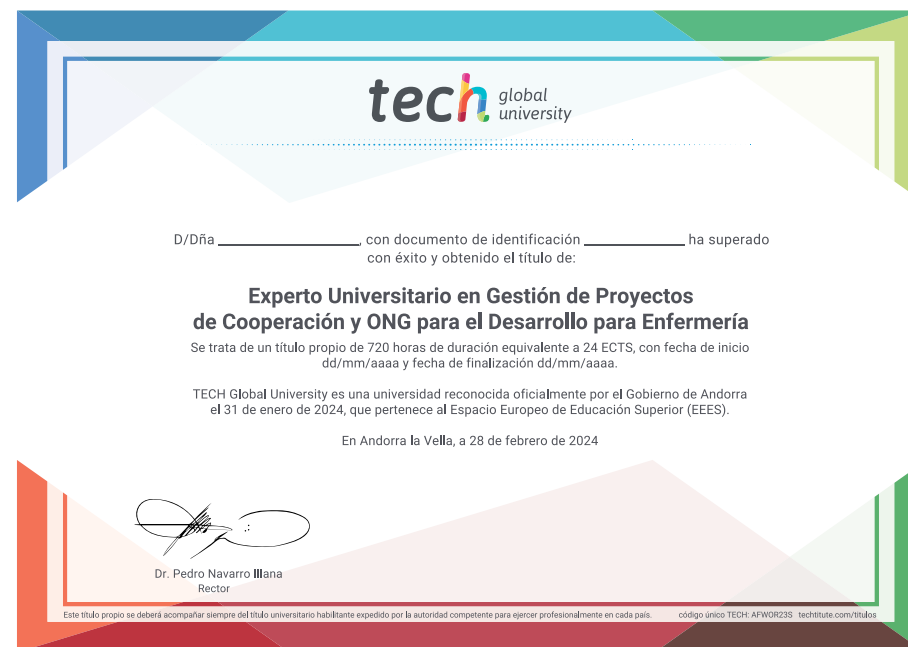 tech global
university
D/Dña ______________________, con documento de identificación ________________ ha superado
con éxito y obtenido el título de:
Experto Universitario en Gestión de Proyectos
de Cooperación y ONG para el Desarrollo para Enfermería
Se trata de un título propio de 720 horas de duración equivalente a 24 ECTS, con fecha de inicio
dd/mm/aaaa y fecha de finalización dd/mm/aaaa.
TECH Global University es una universidad reconocida oficialmente por el Gobierno de Andorra
el 31 de enero de 2024, que pertenece al Espacio Europeo de Educación Superior (EEES).
En Andorra la Vella, a 28 de febrero de 2024
Dr. Pedro Navarro Illana
Rector
Este título propio se deberá acompañar siempre del título universitario habilitante expedido por la autoridad competente para ejercer profesionalmente en cada país. código único TECH: AFWOR23S techtitute.com/titulos